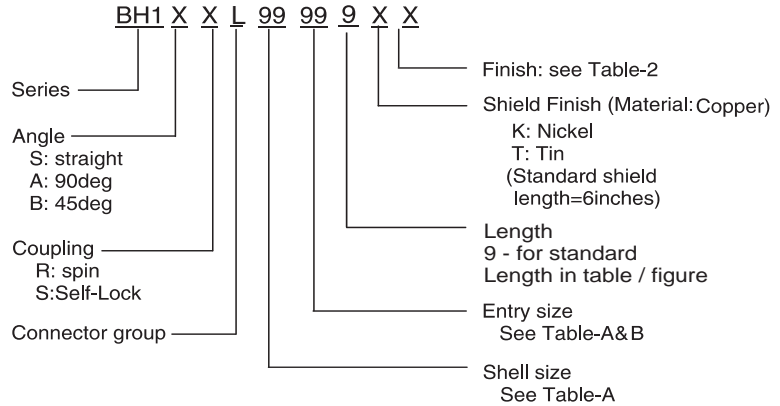 BH1 X X L 99 99 9 X X
Series
Angle
S: straight
A: 90deg
B: 45deg
Coupling
R: spin
S:Self-Lock
Connector group
Finish: see Table-2
Shield Finish (Material:Copper)
K: Nickel
T: Tin
(Standard shield
length=6inches)
Length
9 - for standard
Length in table / figure
Entry size
See Table-A&B
Shell size
See Table-A